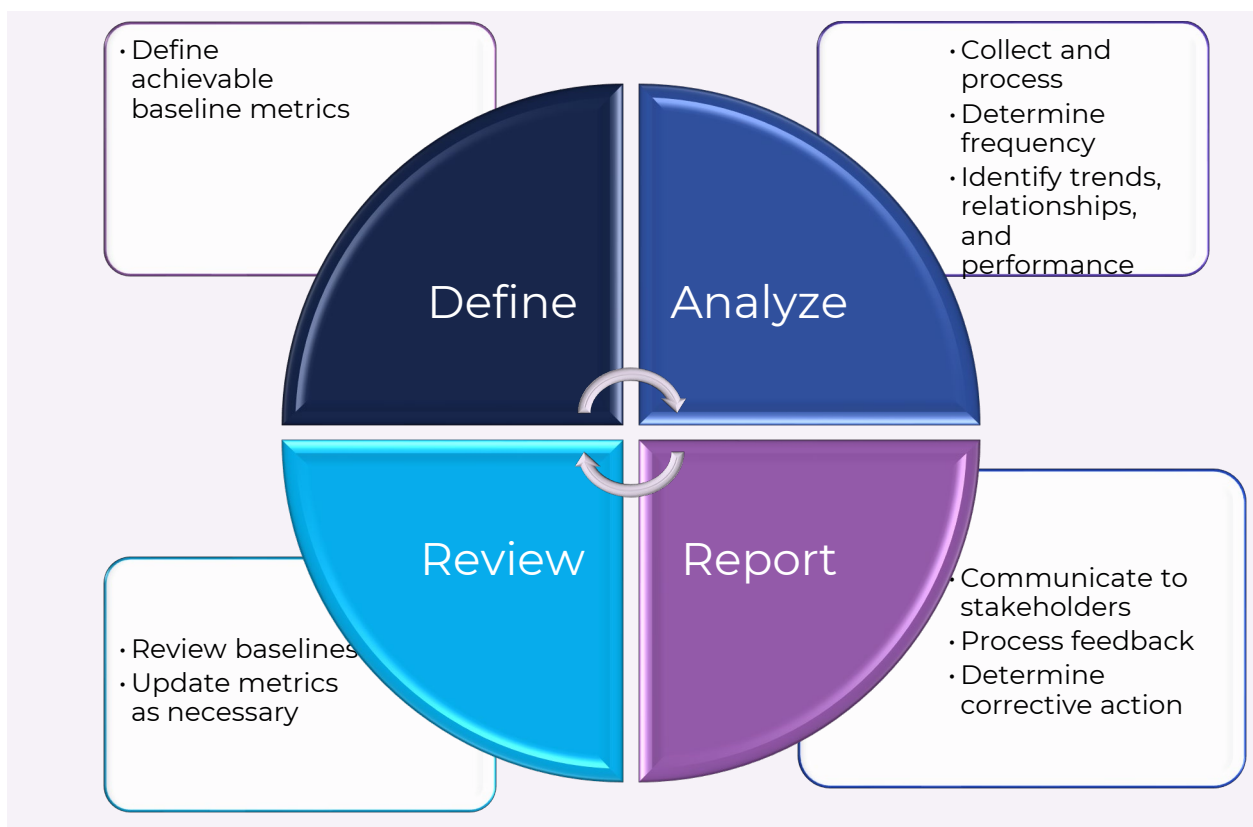 · Define
achievable
baseline metrics
· Collect and
process
· Determine
frequency
· Identify trends,
relationships,
and
performance
Define
Analyze
Review
Report
· Review baselines
· Update metrics
as necessary
· Communicate to
stakeholders
· Process feedback
· Determine
corrective action